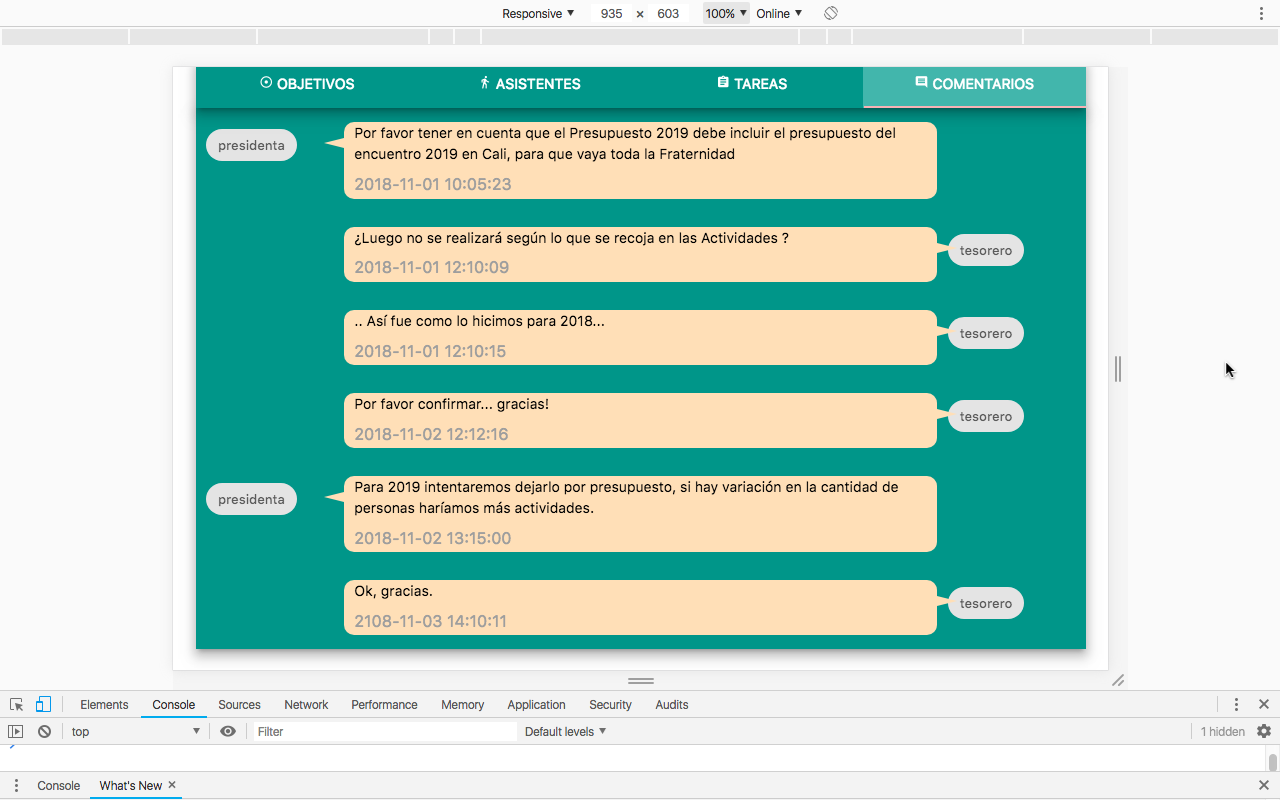 Responsive ▼ 935 × 603 100% ▼ Online ▼
OBJETIVOS ASISTENTES TAREAS COMENTARIOS
presidenta
Por favor tener en cuenta que el Presupuesto 2019 debe incluir el presupuesto del
encuentro 2019 en Cali, para que vaya toda la Fraternidad
2018-11-01 10:05:23
¿Luego no se realizará según lo que se recoja en las Actividades ?
2018-11-01 12:10:09
tesorero
.. Así fue como lo hicimos para 2018...
2018-11-01 12:10:15
tesorero
Por favor confirmar... gracias!
2018-11-02 12:12:16
tesorero
presidenta
Para 2019 intentaremos dejarlo por presupuesto, si hay variación en la cantidad de
personas haríamos más actividades.
2018-11-02 13:15:00
Ok, gracias.
2108-11-03 14:10:11
tesorero
Elements Console Sources Network Performance Memory Application Security Audits
top ▼ Filter Default levels ▼ 1 hidden
Console What's New ×